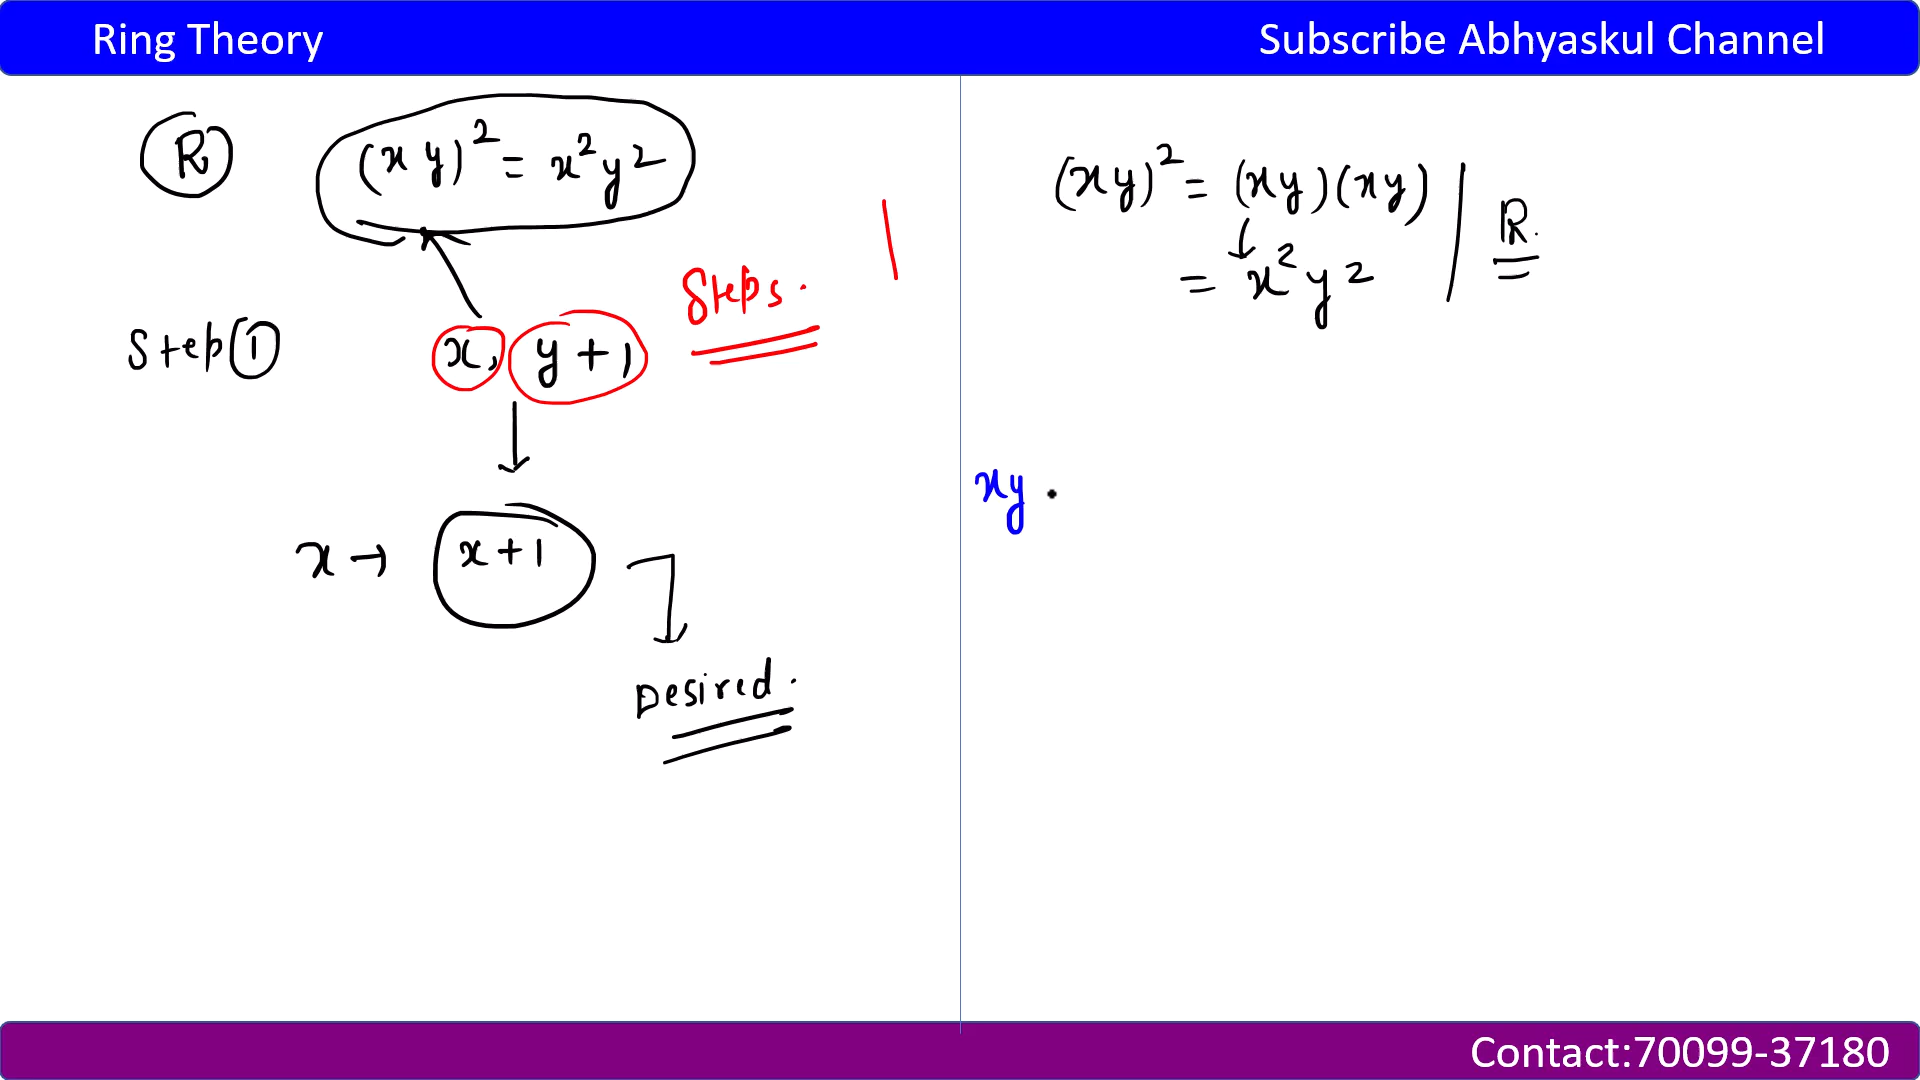 Ring Theory
Subscribe Abhyaskul Channel
R (xy)² = x²y²
Steps.
Step 1 x, y+1
x → x+1
Desired.
(xy)² = (xy)(xy) | R.
= x²y²
xy
Contact:70099-37180